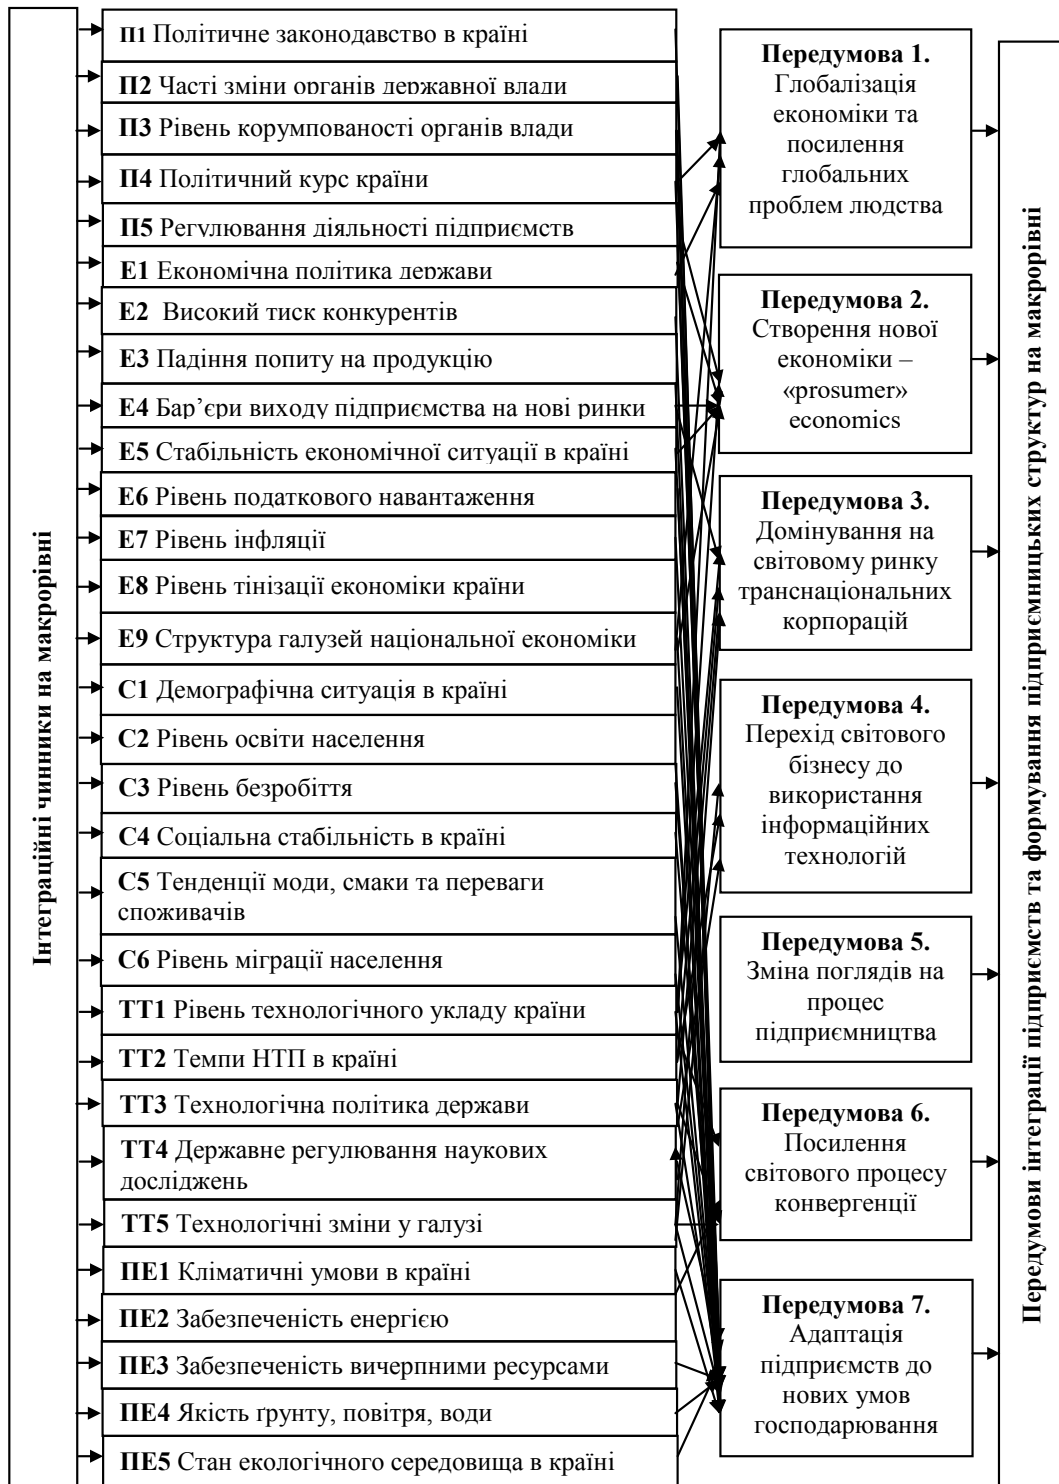 Інтеграційні чинники на макрорівні
П1 Політичне законодавство в країні
П2 Часті зміни органів державної влади
П3 Рівень корумпованості органів влади
П4 Політичний курс країни
П5 Регулювання діяльності підприємств
Е1 Економічна політика держави
Е2 Високий тиск конкурентів
Е3 Падіння попиту на продукцію
Е4 Бар’єри виходу підприємства на нові ринки
Е5 Стабільність економічної ситуації в країні
Е6 Рівень податкового навантаження
Е7 Рівень інфляції
Е8 Рівень тінізації економіки країни
Е9 Структура галузей національної економіки
С1 Демографічна ситуація в країні
С2 Рівень освіти населення
С3 Рівень безробіття
С4 Соціальна стабільність в країні
С5 Тенденції моди, смаки та переваги
споживачів
С6 Рівень міграції населення
ТТ1 Рівень технологічного укладу країни
ТТ2 Темпи НТП в країні
ТТ3 Технологічна політика держави
ТТ4 Державне регулювання наукових
досліджень
ТТ5 Технологічні зміни у галузі
ПЕ1 Кліматичні умови в країні
ПЕ2 Забезпеченість енергією
ПЕ3 Забезпеченість вичерпними ресурсами
ПЕ4 Якість ґрунту, повітря, води
ПЕ5 Стан екологічного середовища в країні
Передумова 1.
Глобалізація
економіки та
посилення
глобальних
проблем людства
Передумова 2.
Створення нової
економіки –
«prosumer»
economics
Передумова 3.
Домінування на
світовому ринку
транснаціональних
корпорацій
Передумова 4.
Перехід світового
бізнесу до
використання
інформаційних
технологій
Передумова 5.
Зміна поглядів на
процес
підприємництва
Передумова 6.
Посилення
світового процесу
конвергенції
Передумова 7.
Адаптація
підприємств до
нових умов
господарювання
Передумови інтеграції підприємств та формування підприємницьких структур на макрорівні